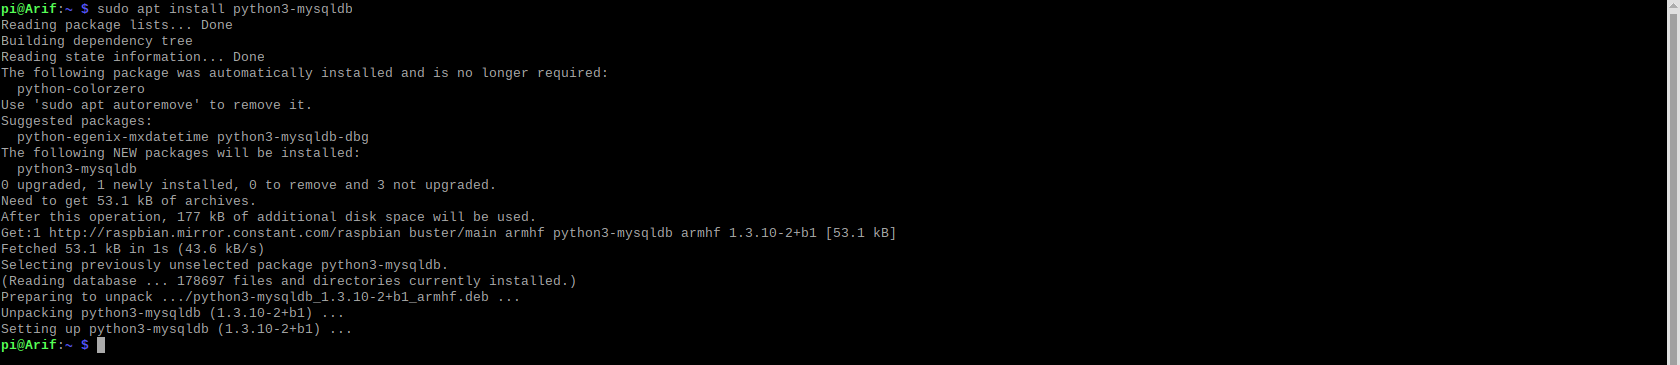 pi@Arif:~ $ sudo apt install python3-mysqldb
Reading package lists... Done
Building dependency tree
Reading state information... Done
The following package was automatically installed and is no longer required:
  python-colorzero
Use 'sudo apt autoremove' to remove it.
Suggested packages:
  python-egenix-mxdatetime python3-mysqldb-dbg
The following NEW packages will be installed:
  python3-mysqldb
0 upgraded, 1 newly installed, 0 to remove and 3 not upgraded.
Need to get 53.1 kB of archives.
After this operation, 177 kB of additional disk space will be used.
Get:1 http://raspbian.mirror.constant.com/raspbian buster/main armhf python3-mysqldb armhf 1.3.10-2+b1 [53.1 kB]
Fetched 53.1 kB in 1s (43.6 kB/s)
Selecting previously unselected package python3-mysqldb.
(Reading database ... 178697 files and directories currently installed.)
Preparing to unpack .../python3-mysqldb_1.3.10-2+b1_armhf.deb ...
Unpacking python3-mysqldb (1.3.10-2+b1) ...
Setting up python3-mysqldb (1.3.10-2+b1) ...
pi@Arif:~ $